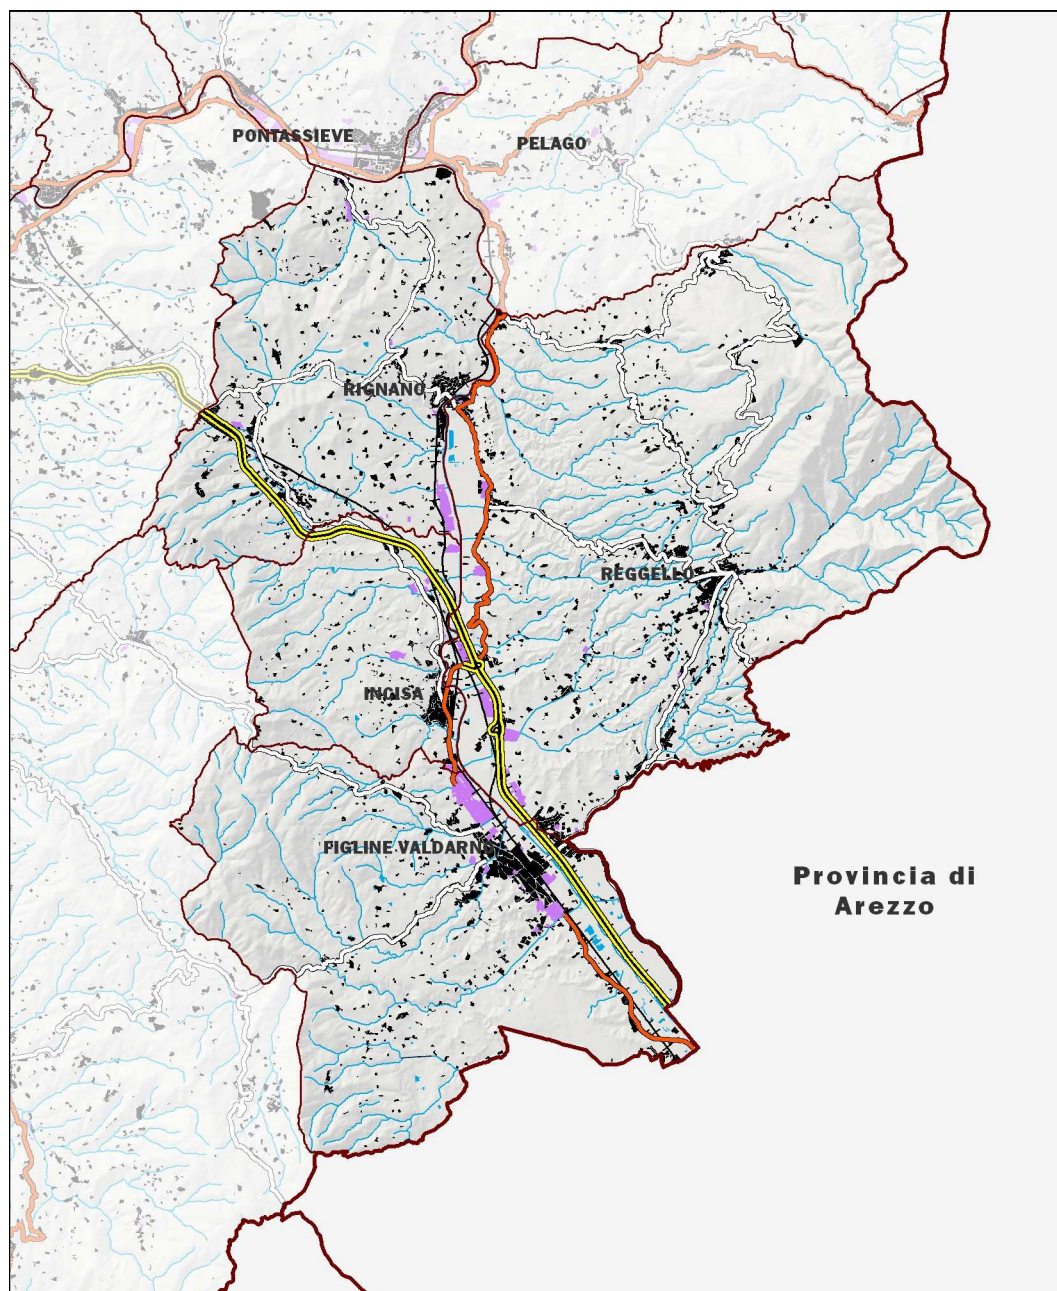 PONTASSIEVE
PELAGO
RIGNANO
REGGELLO
INCISA
FIGLINE VALDARNO
Provincia di
Arezzo